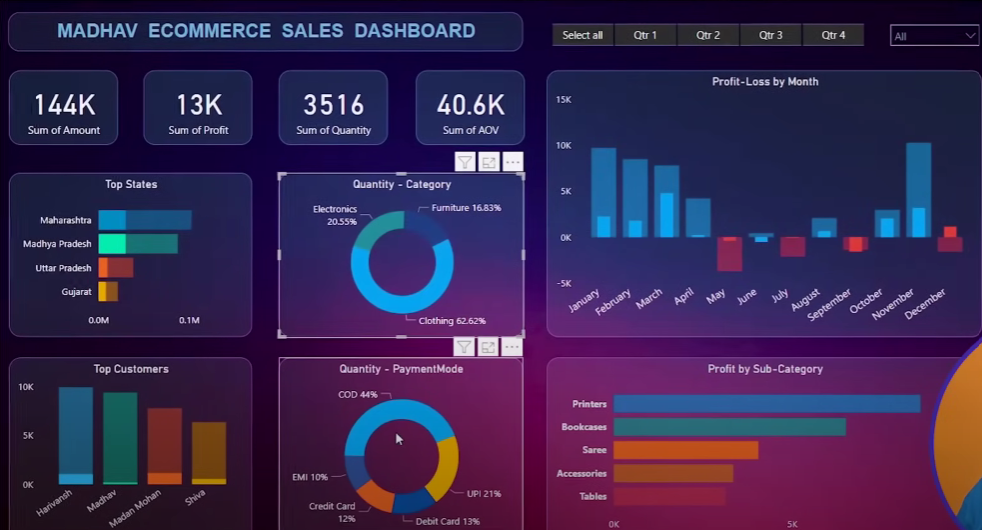 MADHAV ECOMMERCE SALES DASHBOARD
Select all
Qtr 1
Qtr 2
Qtr 3
Qtr 4
All
144K
Sum of Amount
13K
Sum of Profit
3516
Sum of Quantity
40.6K
Sum of AOV
Profit-Loss by Month
15K
10K
5K
0K
-5K
January
February
March
April
May
June
July
August
September
October
November
December
Top States
Maharashtra
Madhya Pradesh
Uttar Pradesh
Gujarat
0.0M
0.1M
Quantity - Category
Electronics
20.55%
Furniture 16.83%
Clothing 62.62%
Top Customers
10K
5K
0K
Harivansh
Madhav
Madan Mohan
Shiva
Quantity - PaymentMode
COD 44%
EMI 10%
UPI 21%
Credit Card
12%
Debit Card 13%
Profit by Sub-Category
Printers
Bookcases
Saree
Accessories
Tables
0K
5K